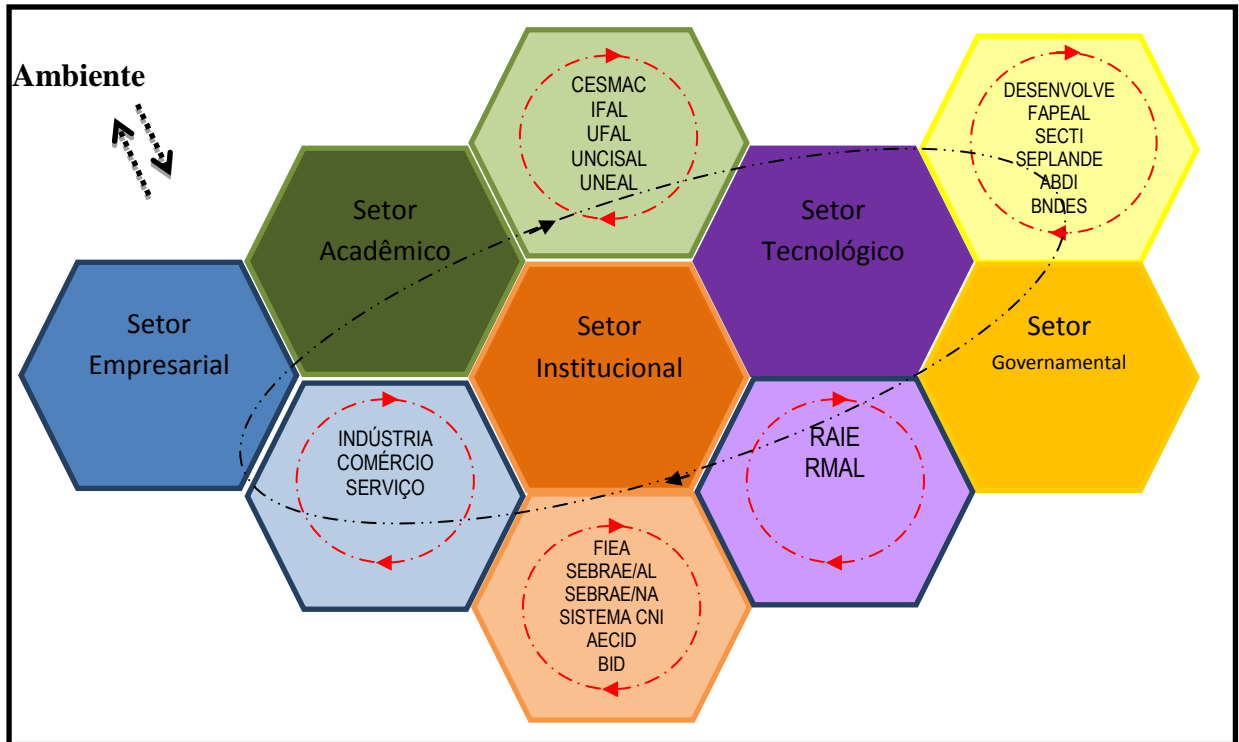 Ambiente
CESMAC
IFAL
UFAL
UNCISAL
UNEAL
DESENVOLVE
FAPEAL
SECTI
SEPLANDE
ABDI
BNDES
Setor
Acadêmico
Setor
Tecnológico
Setor
Empresarial
Setor
Institucional
Setor
Governamental
INDÚSTRIA
COMÉRCIO
SERVIÇO
RAIE
RMAL
FIEA
SEBRAE/AL
SEBRAE/NA
SISTEMA CNI
AECID
BID